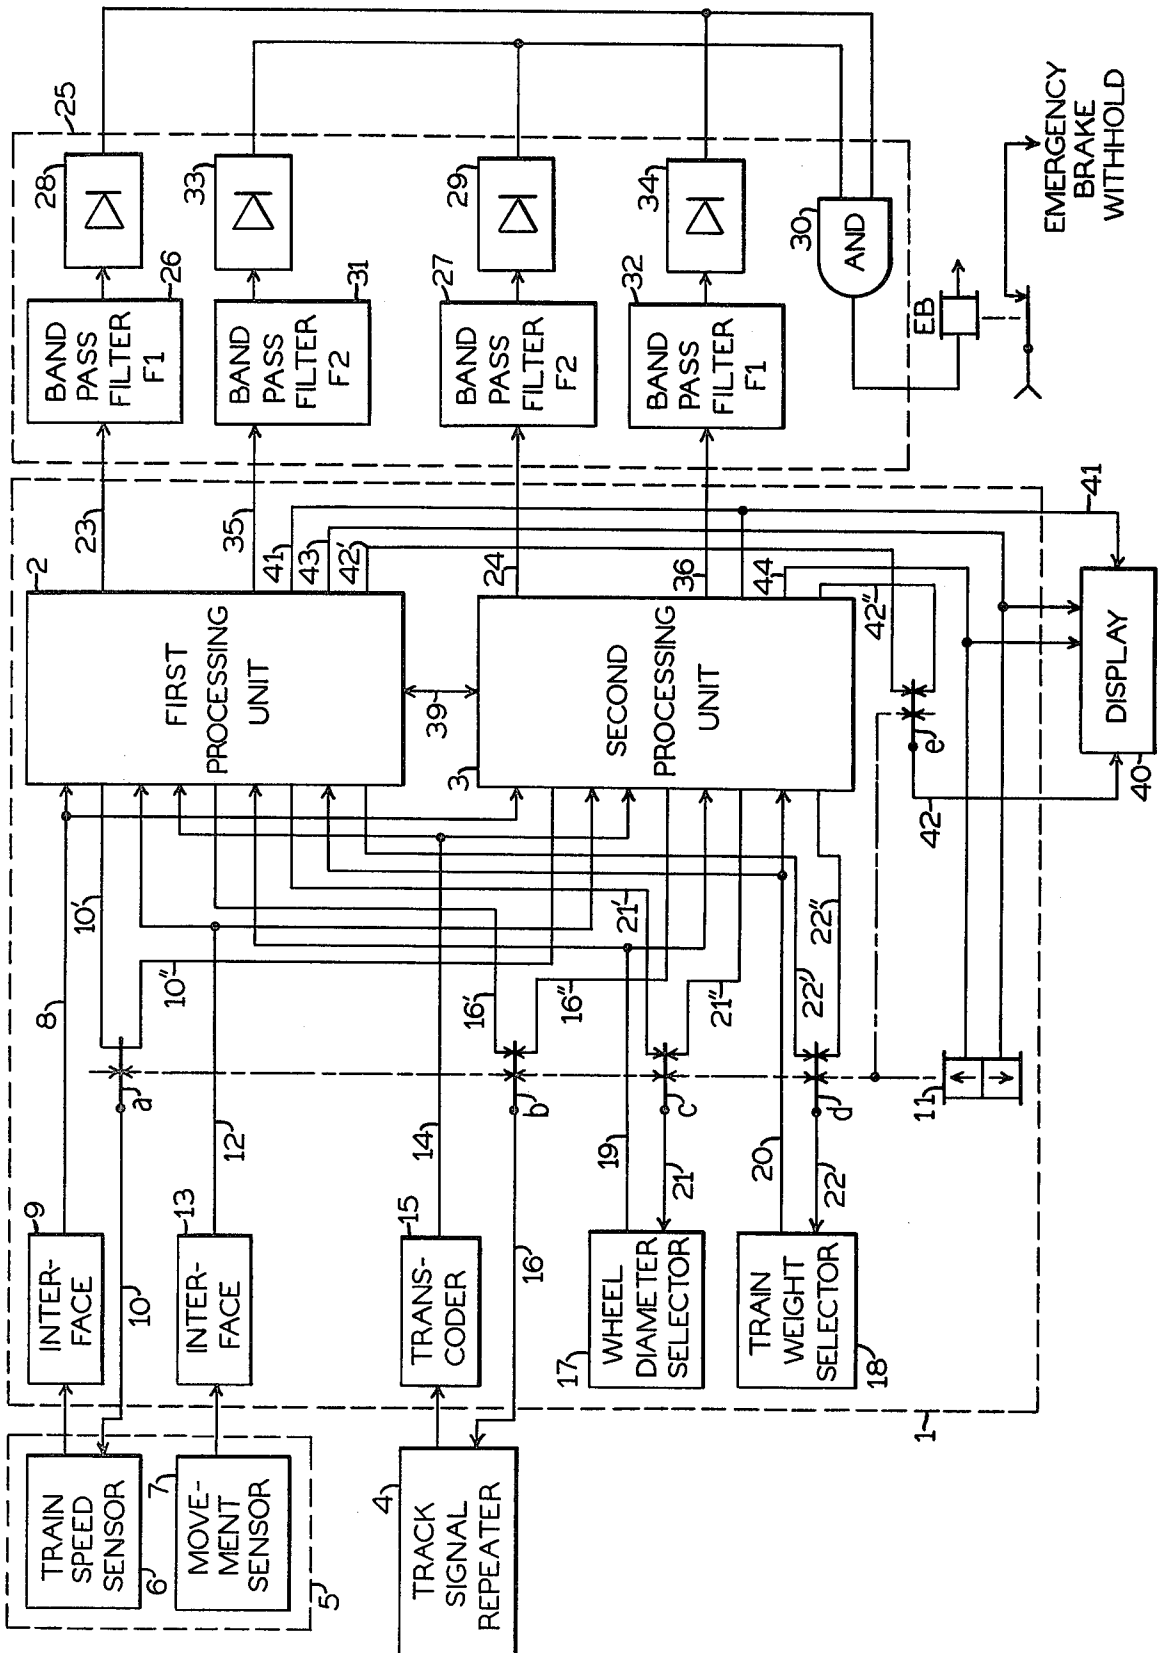 25
28
33
29
34
BAND
PASS
FILTER
F1
26
BAND
PASS
FILTER
F2
31
BAND
PASS
FILTER
F2
27
BAND
PASS
FILTER
F1
32
30
AND
EB
EMERGENCY
BRAKE
WITHHOLD
23
35
41
43
42'
24
36
44
42"
41
2
FIRST
PROCESSING
UNIT
39
3
SECOND
PROCESSING
UNIT
e
42
DISPLAY
40
8
10'
10"
12
14
16'
16"
21'
21"
22'
22"
a
b
c
d
11
9
INTER-
FACE
10
13
INTER-
FACE
15
TRANS-
CODER
16
19
21
20
22
17
WHEEL
DIAMETER
SELECTOR
TRAIN
WEIGHT
SELECTOR
18
1
TRAIN
SPEED
SENSOR
6
7
MOVE-
MENT
SENSOR
5
4
TRACK
SIGNAL
REPEATER